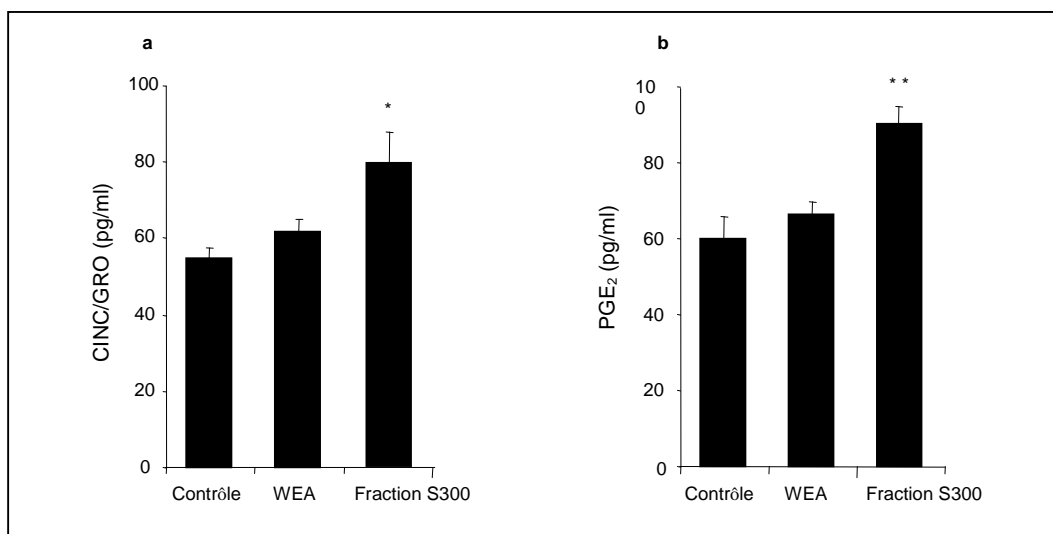 a
100
80
60
40
20
0
CINC/GRO (pg/ml)
*
Contrôle WEA Fraction S300
b
10
0
80
60
40
20
0
PGE2 (pg/ml)
* *
Contrôle WEA Fraction S300